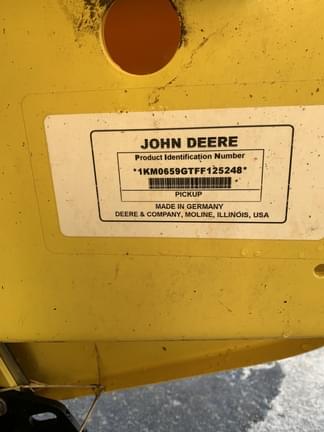 JOHN DEERE
Product Identification Number
*1KM0659GTFF125248*
PICKUP
MADE IN GERMANY
DEERE & COMPANY, MOLINE, ILLINOIS, USA